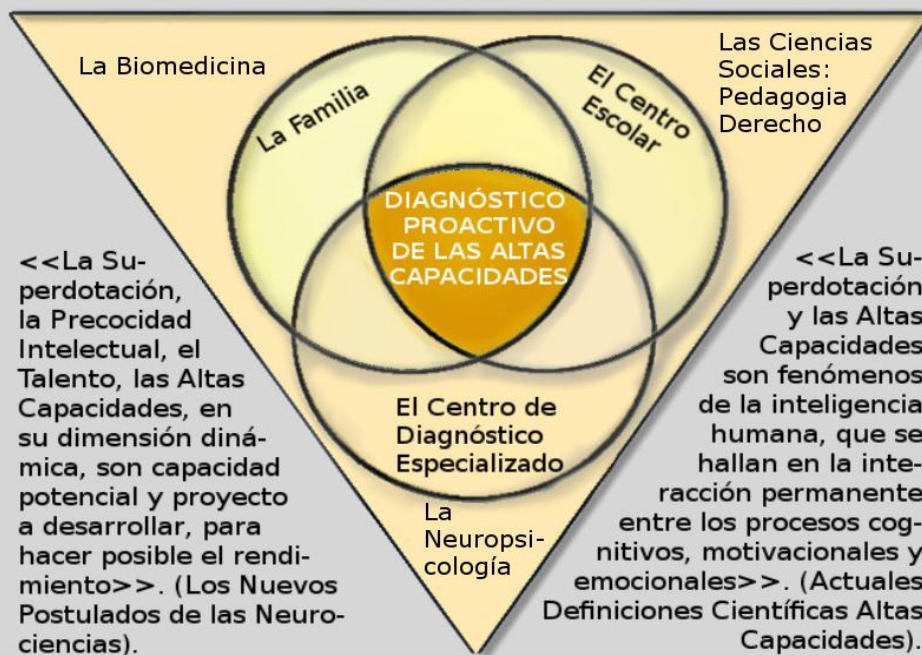 La Biomedicina
Las Ciencias
Sociales:
Pedagogia
Derecho
La Familia
El Centro
Escolar
DIAGNÓSTICO
PROACTIVO
DE LAS ALTAS
CAPACIDADES
El Centro de
Diagnóstico
Especializado
La
Neuropsi-
cología
<<La Su-
perdotación,
la Precocidad
Intelectual, el
Talento, las Altas
Capacidades, en
su dimensión diná-
mica, son capacidad
potencial y proyecto
a desarrollar, para
hacer posible el rendi-
miento>>. (Los Nuevos
Postulados de las Neuro-
ciencias).
<<La Su-
perdotación
y las Altas
Capacidades
son fenómenos
de la inteligencia
humana, que se
hallan en la inte-
racción permanente
entre los procesos cog-
nitivos, motivacionales y
emocionales>>. (Actuales
Definiciones Científicas Altas
Capacidades).